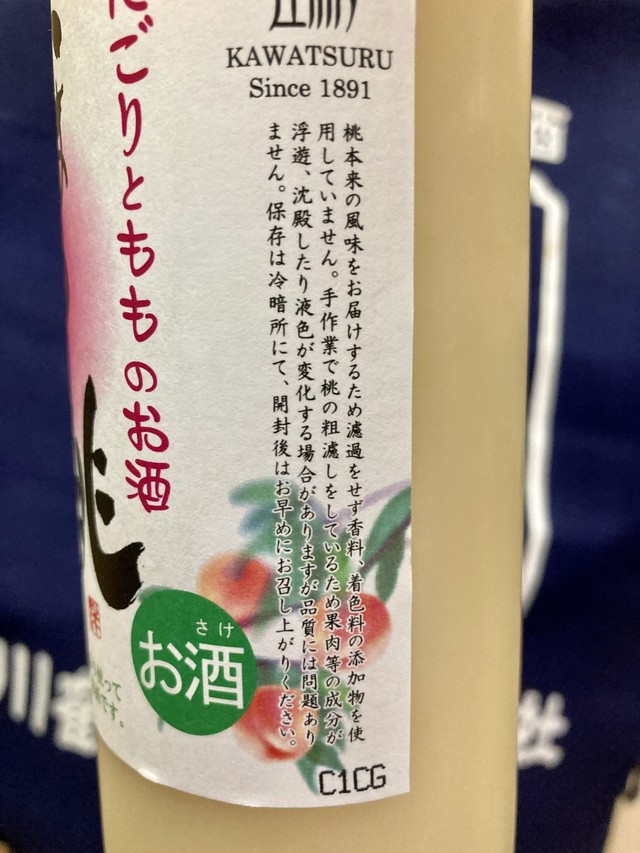 KAWATSURU
Since 1891
桃本来の風味をお届けするため濾過をせず香料、着色料の添加物を使
用していません。手作業で桃の粗濾しをしているため果肉等の成分が
浮遊、沈殿したり液色が変化する場合がありますが品質には問題あり
ません。保存は冷暗所にて、開封後はお早めにお召し上がりください。
ごりともものお酒
さけ
お酒
って
です。
C1CG
川